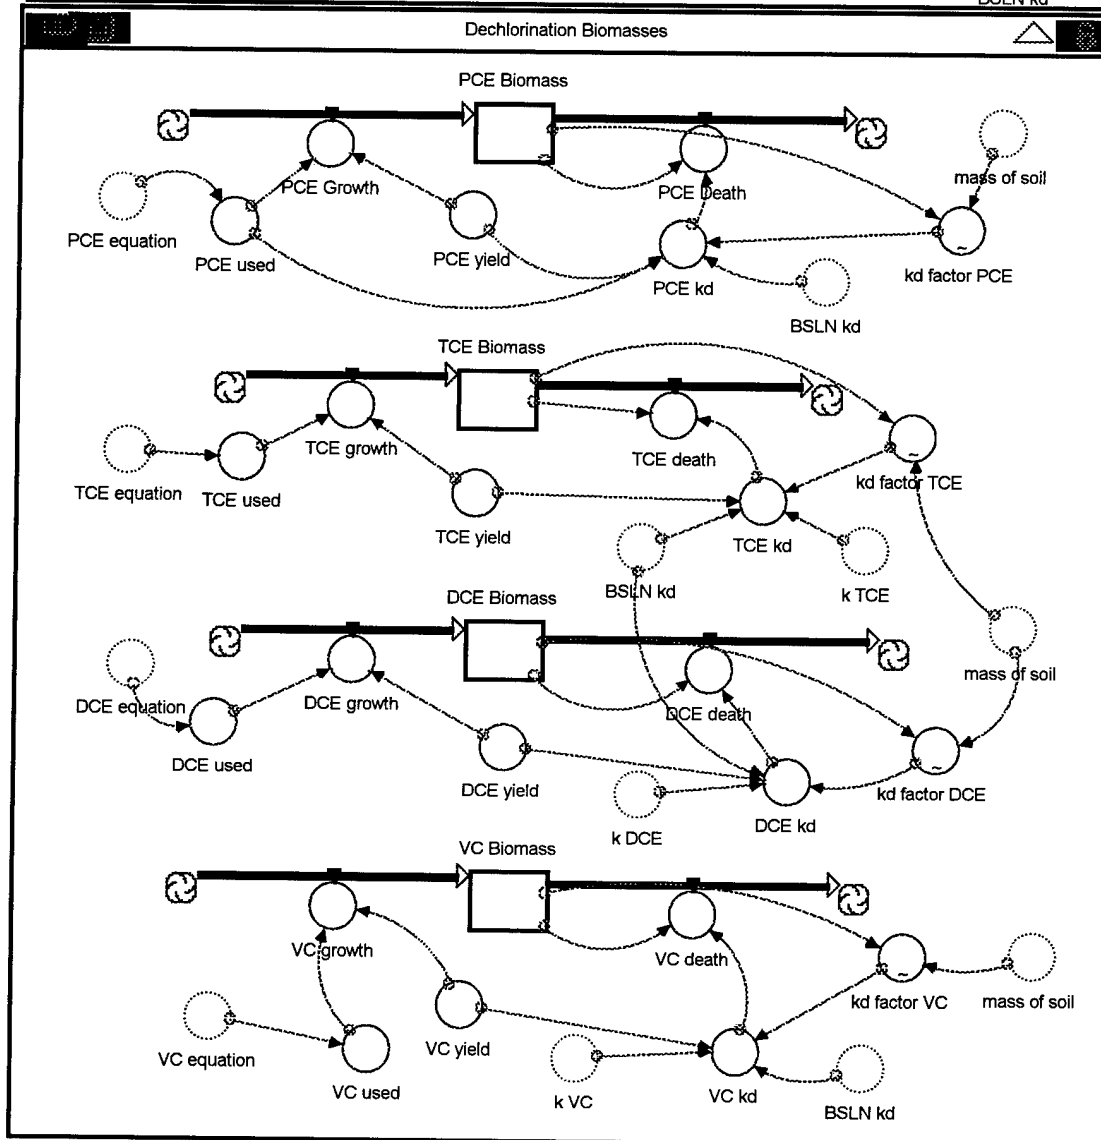 Dechlorination Biomasses
PCE Biomass
mass of soil
PCE Growth
PCE Death
PCE equation
PCE used
PCE yield
PCE kd
kd factor PCE
BSLN kd
TCE Biomass
TCE growth
TCE death
TCE equation
TCE used
kd factor TCE
TCE yield
TCE kd
BSLN kd
k TCE
DCE Biomass
mass of soil
DCE equation
DCE growth
DCE death
DCE used
DCE yield
kd factor DCE
k DCE
DCE kd
VC Biomass
VC growth
VC death
kd factor VC
mass of soil
VC equation
VC yield
VC used
k VC
VC kd
BSLN kd